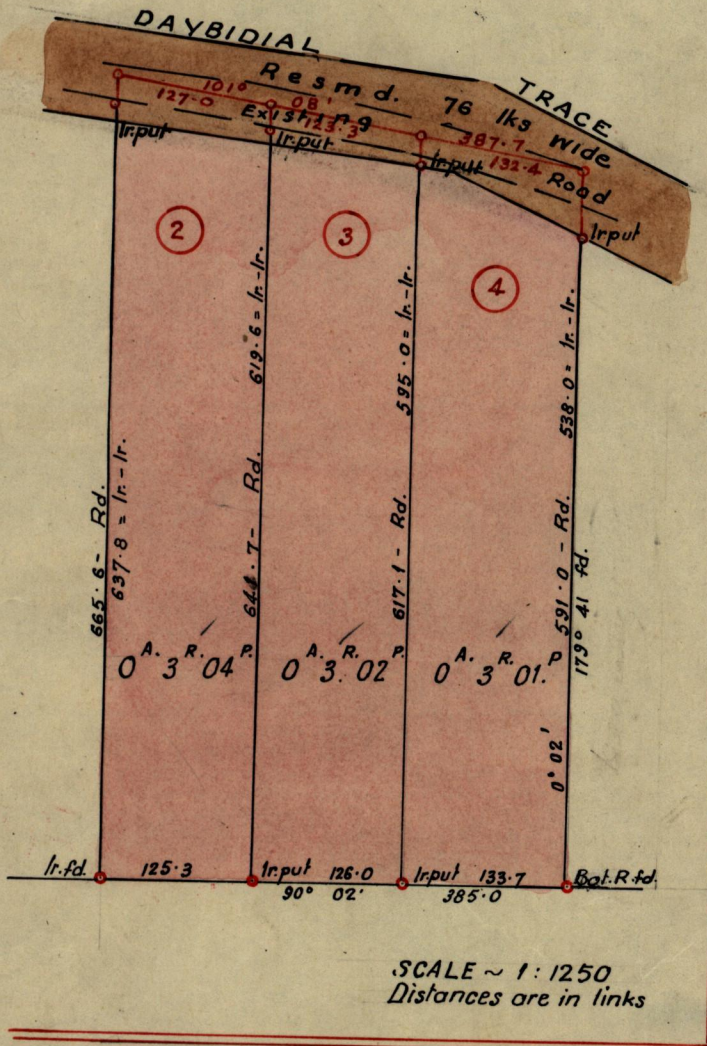 DAYBIDIAL TRACE
Resmd. 76 lks Wide
Existing Road
101° 08' 387.7
127.0 123.3 132.4
Ir.put Ir.put Ir.put Ir.put
2 3 4
665.6 - Rd.
637.8 = Ir.-Ir.
619.6 = Ir.-Ir.
595.0 = Ir.-Ir.
617.1 - Rd.
538.0 = Ir.-Ir.
591.0 - Rd.
179° 41 fd.
0° 02'
0 A. 3 R. 04 P.
0 A. 3 R. 02 P.
0 A. 3 R. 01. P
Ir.fd. 125.3 Ir.put 126.0 Ir.put 133.7 Bot.R.fd.
90° 02' 385.0
SCALE ~ 1:1250
Distances are in links